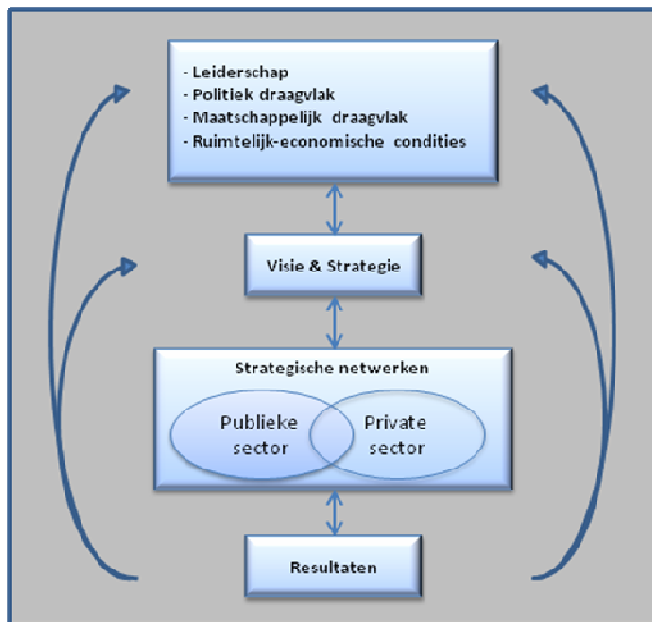 - Leiderschap
- Politiek draagvlak
- Maatschappelijk draagvlak
- Ruimtelijk-economische condities
Visie & Strategie
Strategische netwerken
Publieke
sector
Private
sector
Resultaten